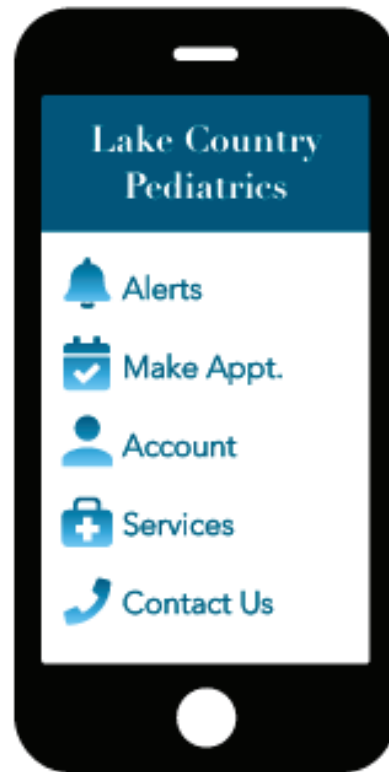 Lake Country
Pediatrics
Alerts
Make Appt.
Account
Services
Contact Us